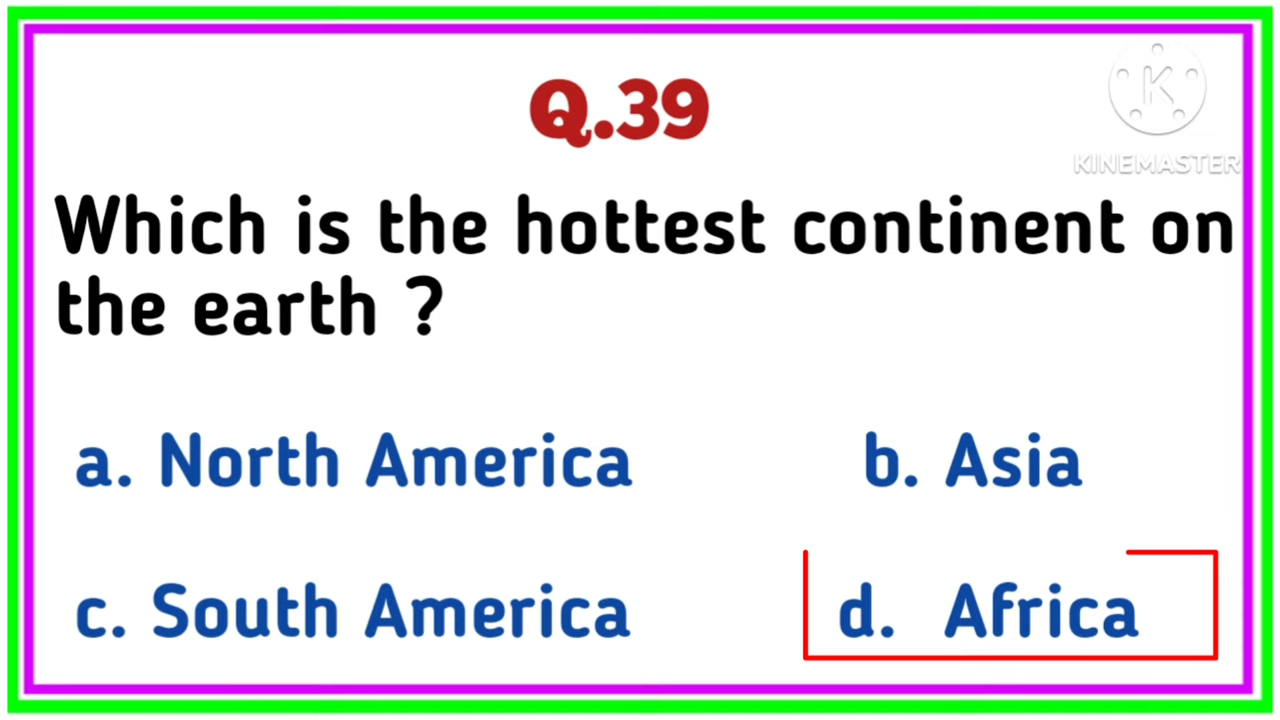 Q.39
KINEMASTER
Which is the hottest continent on
the earth ?
a. North America
b. Asia
c. South America
d. Africa